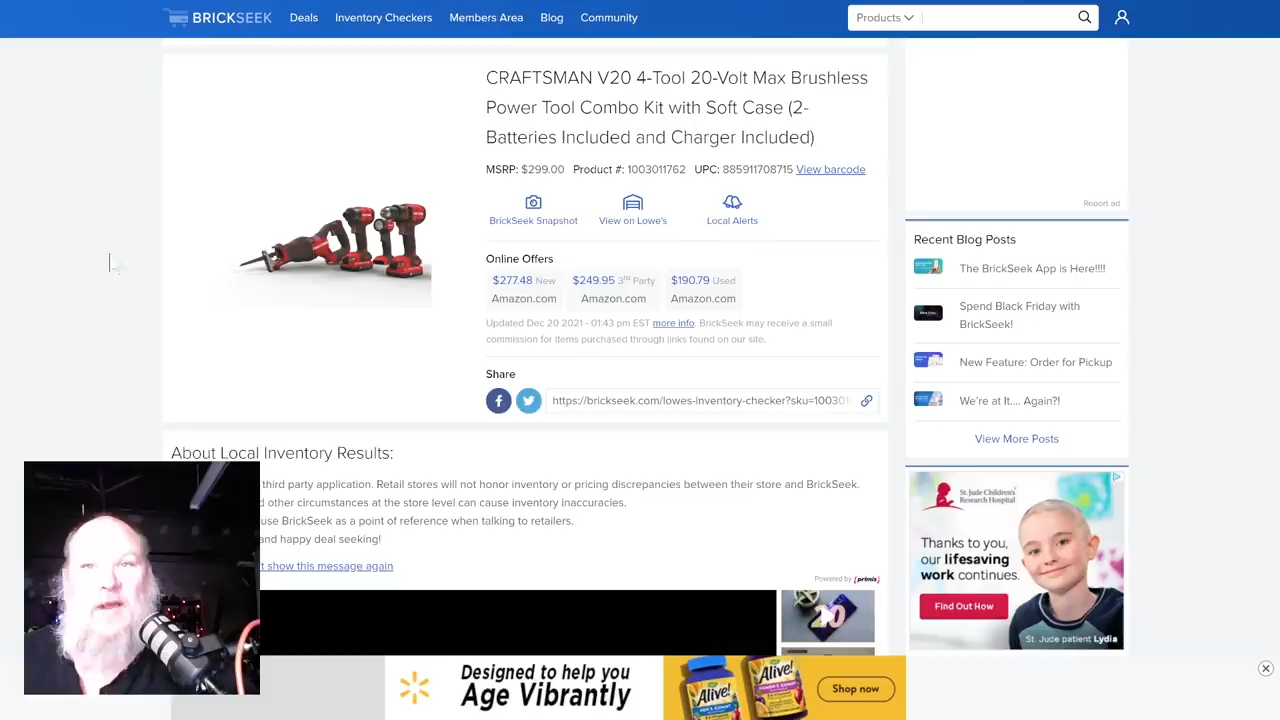 BRICKSEEK Deals Inventory Checkers Members Area Blog Community Products
CRAFTSMAN V20 4-Tool 20-Volt Max Brushless
Power Tool Combo Kit with Soft Case (2-
Batteries Included and Charger Included)
MSRP: $299.00 Product #: 1003011762 UPC: 885911708715 View barcode
BrickSeek Snapshot View on Lowe's Local Alerts
Online Offers
$277.48 New $249.95 3rd Party $190.79 Used
Amazon.com Amazon.com Amazon.com
Updated Dec 20 2021 - 01:43 pm EST more info. BrickSeek may receive a small
commission for items purchased through links found on our site.
Share
https://brickseek.com/lowes-inventory-checker?sku=10030
About Local Inventory Results:
third party application. Retail stores will not honor inventory or pricing discrepancies between their store and BrickSeek.
other circumstances at the store level can cause inventory inaccuracies.
use BrickSeek as a point of reference when talking to retailers.
and happy deal seeking!
show this message again
Powered by [primis]
20
Report ad
Recent Blog Posts
The BrickSeek App is Here!!!!
Spend Black Friday with
BrickSeek!
New Feature: Order for Pickup
We're at It.... Again?!
View More Posts
St. Jude Children's
Research Hospital
Thanks to you,
our lifesaving
work continues.
Find Out How
St. Jude patient Lydia
Designed to help you
Age Vibrantly
Alive!
Alive!
Shop now